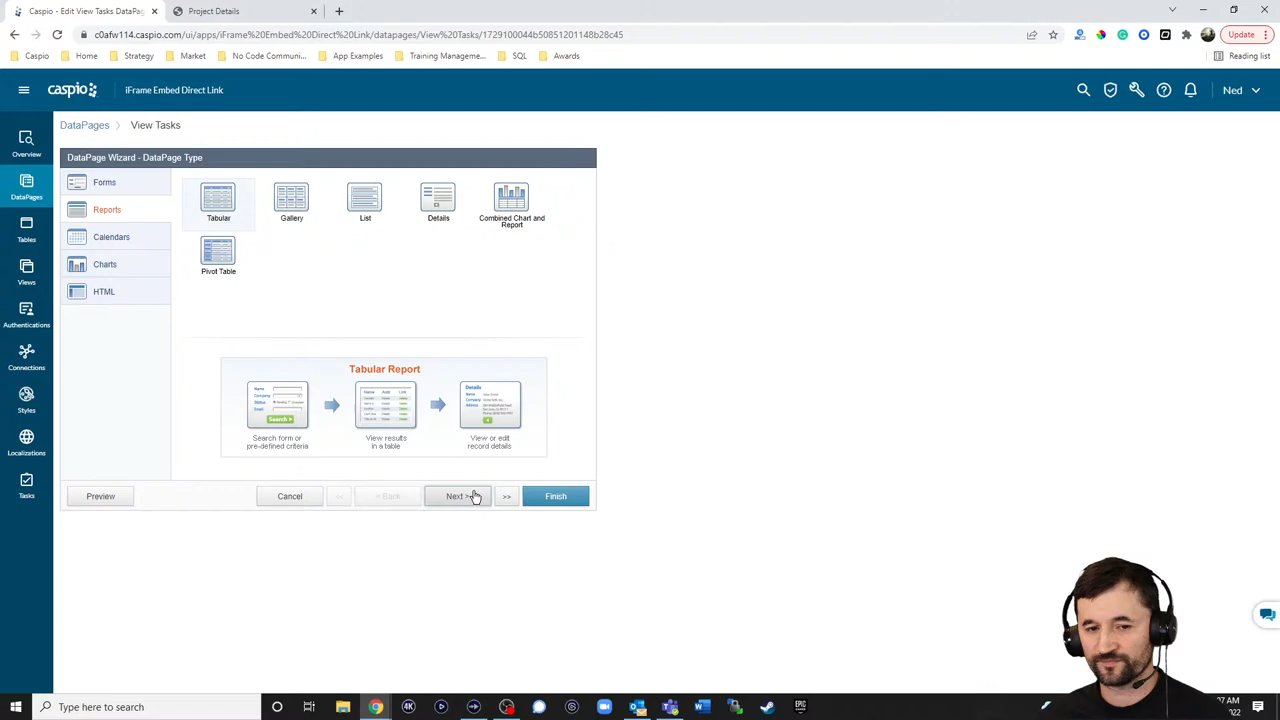 Caspio - Edit View Tasks DataPag
Project Details
c0afw114.caspio.com/ui/apps/iFrame%20Embed%20Direct%20Link/datapages/View%20Tasks/1729100044b50851201148b28c45
Update
Caspio
Home
Strategy
Market
No Code Communi...
App Examples
Training Manageme...
SQL
Awards
Reading list
caspio
iFrame Embed Direct Link
Ned
Overview
DataPages
Tables
Views
Authentications
Connections
Styles
Localizations
Tasks
DataPages
View Tasks
DataPage Wizard - DataPage Type
Forms
Reports
Calendars
Charts
HTML
Tabular
Gallery
List
Details
Combined Chart and
Report
Pivot Table
Tabular Report
Search form or
pre-defined criteria
View results
in a table
View or edit
record details
Preview
Cancel
<<
< Back
Next
>>
Finish
Type here to search